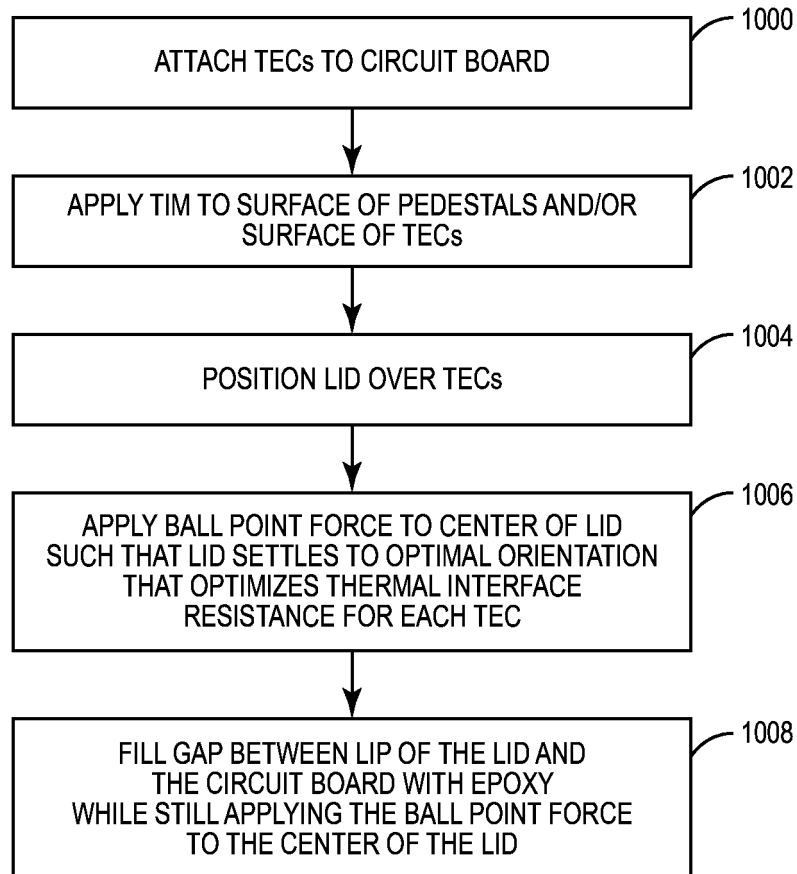 1000
ATTACH TECs TO CIRCUIT BOARD
1002
APPLY TIM TO SURFACE OF PEDESTALS AND/OR
SURFACE OF TECs
1004
POSITION LID OVER TECs
1006
APPLY BALL POINT FORCE TO CENTER OF LID
SUCH THAT LID SETTLES TO OPTIMAL ORIENTATION
THAT OPTIMIZES THERMAL INTERFACE
RESISTANCE FOR EACH TEC
1008
FILL GAP BETWEEN LIP OF THE LID AND
THE CIRCUIT BOARD WITH EPOXY
WHILE STILL APPLYING THE BALL POINT FORCE
TO THE CENTER OF THE LID